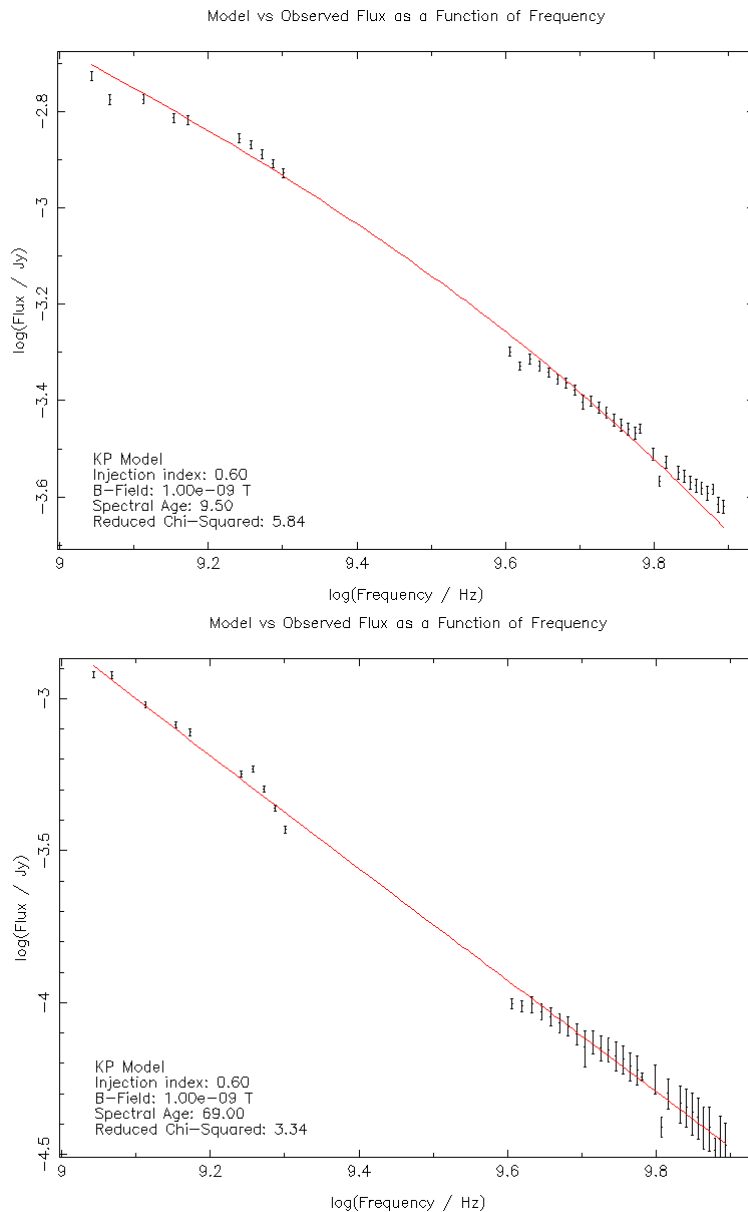 Model vs Observed Flux as a Function of Frequency
log(Flux / Jy)
-2.8
-3
-3.2
-3.4
-3.6
KP Model
Injection index: 0.60
B-Field: 1.00e-09 T
Spectral Age: 9.50
Reduced Chi-Squared: 5.84
9 9.2 9.4 9.6 9.8
log(Frequency / Hz)
Model vs Observed Flux as a Function of Frequency
log(Flux / Jy)
-3
-3.5
-4
-4.5
KP Model
Injection index: 0.60
B-Field: 1.00e-09 T
Spectral Age: 69.00
Reduced Chi-Squared: 3.34
9 9.2 9.4 9.6 9.8
log(Frequency / Hz)